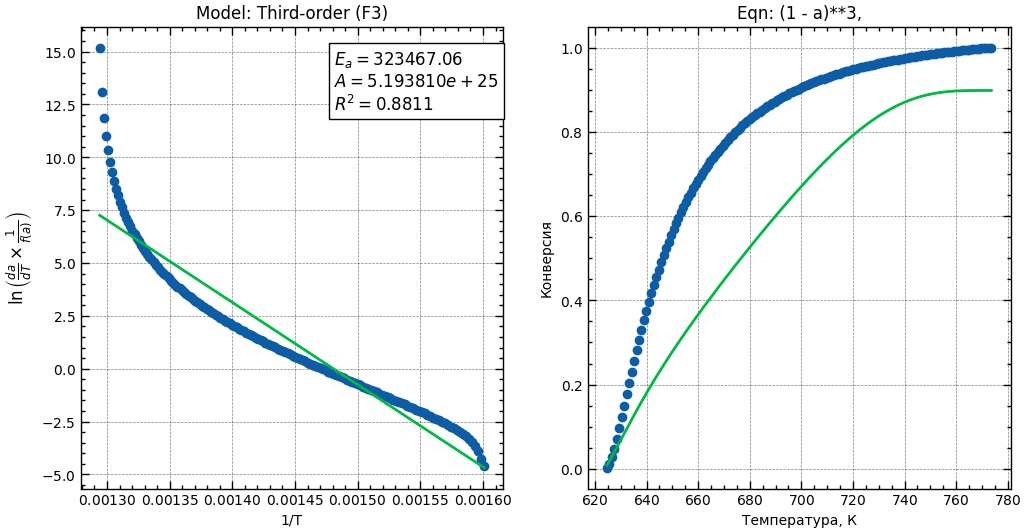 Model: Third-order (F3)
15.0
12.5
10.0
7.5
5.0
2.5
0.0
−2.5
−5.0
ln(da/dT × 1/f(a))
E_a = 323467.06
A = 5.193810e + 25
R² = 0.8811
0.00130 0.00135 0.00140 0.00145 0.00150 0.00155 0.00160
1/T
Eqn: (1 - a)**3,
1.0
0.8
0.6
0.4
0.2
0.0
Конверсия
620 640 660 680 700 720 740 760 780
Температура, К